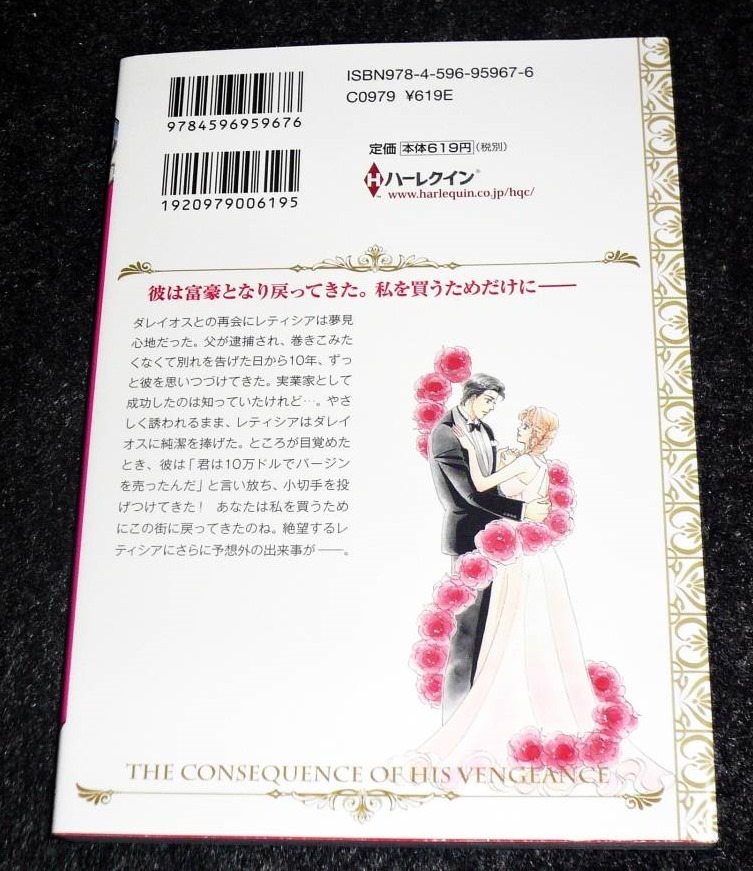 ISBN978-4-596-95967-6
C0979 ¥619E
9784596959676
定価 本体619円(税別)
1920979006195
H ハーレクイン®
www.harlequin.co.jp/hqc/
彼は富豪となり戻ってきた。私を買うためだけに――
ダレイオスとの再会にレティシアは夢見
心地だった。父が逮捕され、巻きこみた
くなくて別れを告げた日から10年、ずっ
と彼を思いつづけてきた。実業家として
成功したのは知っていたけれど…。やさ
しく誘われるまま、レティシアはダレイ
オスに純潔を捧げた。ところが目覚めた
とき、彼は「君は10万ドルでバージン
を売ったんだ」と言い放ち、小切手を投
げつけてきた! あなたは私を買うため
にこの街に戻ってきたのね。絶望するレ
ティシアにさらに予想外の出来事が――。
THE CONSEQUENCE OF HIS VENGEANCE